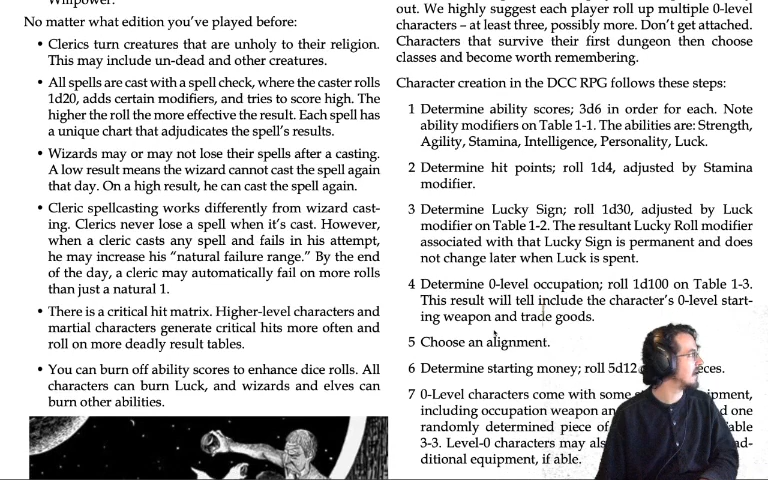 Willpower.
No matter what edition you’ve played before:
• Clerics turn creatures that are unholy to their religion.
This may include un-dead and other creatures.
• All spells are cast with a spell check, where the caster rolls
1d20, adds certain modifiers, and tries to score high. The
higher the roll the more effective the result. Each spell has
a unique chart that adjudicates the spell’s results.
• Wizards may or may not lose their spells after a casting.
A low result means the wizard cannot cast the spell again
that day. On a high result, he can cast the spell again.
• Cleric spellcasting works differently from wizard cast-
ing. Clerics never lose a spell when it’s cast. However,
when a cleric casts any spell and fails in his attempt,
he may increase his “natural failure range.” By the end
of the day, a cleric may automatically fail on more rolls
than just a natural 1.
• There is a critical hit matrix. Higher-level characters and
martial characters generate critical hits more often and
roll on more deadly result tables.
• You can burn off ability scores to enhance dice rolls. All
characters can burn Luck, and wizards and elves can
burn other abilities.
out. We highly suggest each player roll up multiple 0-level
characters – at least three, possibly more. Don’t get attached.
Characters that survive their first dungeon then choose
classes and become worth remembering.
Character creation in the DCC RPG follows these steps:
1 Determine ability scores; 3d6 in order for each. Note
ability modifiers on Table 1-1. The abilities are: Strength,
Agility, Stamina, Intelligence, Personality, Luck.
2 Determine hit points; roll 1d4, adjusted by Stamina
modifier.
3 Determine Lucky Sign; roll 1d30, adjusted by Luck
modifier on Table 1-2. The resultant Lucky Roll modifier
associated with that Lucky Sign is permanent and does
not change later when Luck is spent.
4 Determine 0-level occupation; roll 1d100 on Table 1-3.
This result will tell include the character’s 0-level start-
ing weapon and trade goods.
5 Choose an alignment.
6 Determine starting money; roll 5d12
7 0-Level characters come with some
including occupation weapon an one
randomly determined piece of
3-3. Level-0 characters may als ad-
ditional equipment, if able.